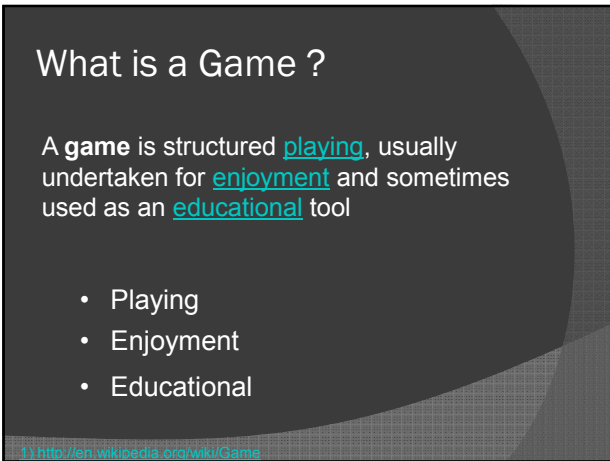 What is a Game ?
A game is structured playing, usually
undertaken for enjoyment and sometimes
used as an educational tool
• Playing
• Enjoyment
• Educational
1) http://en.wikipedia.org/wiki/Game